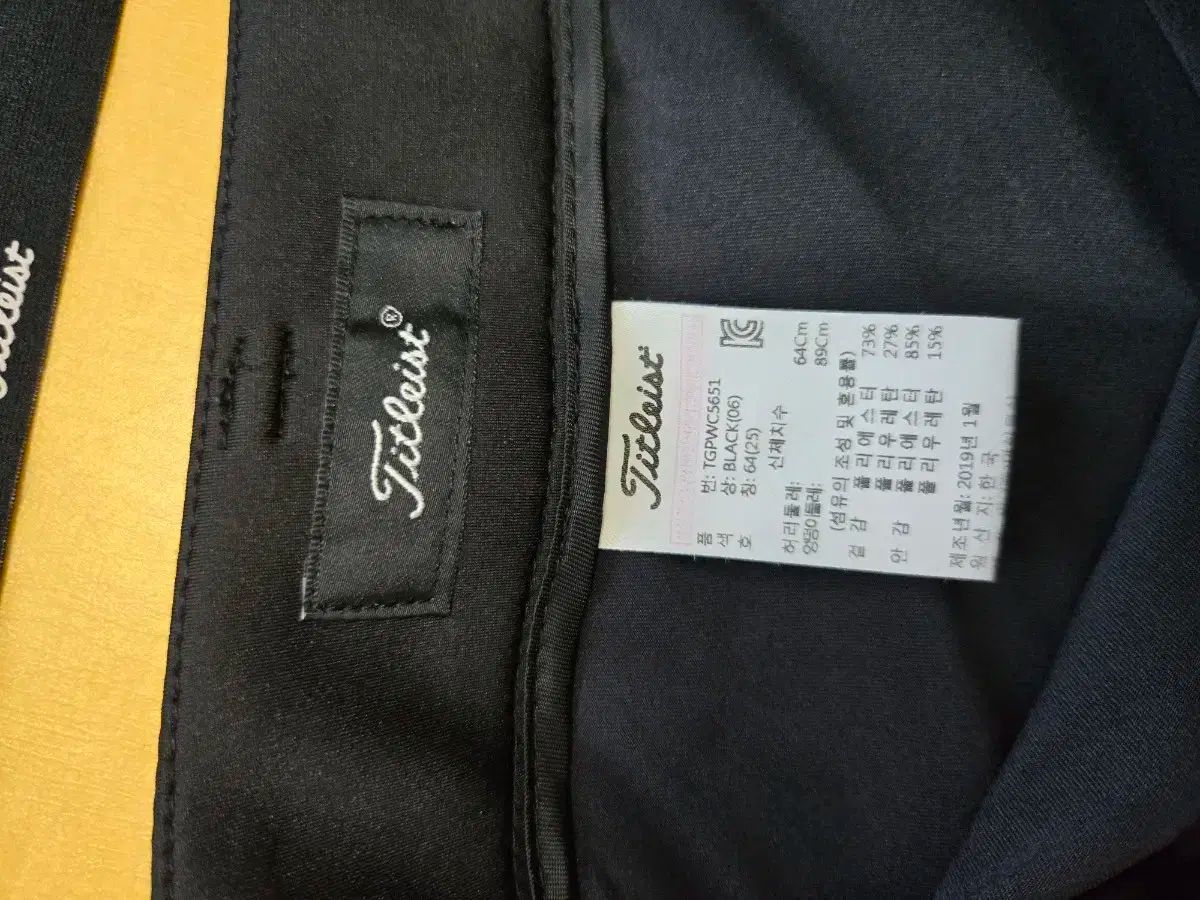 Titleist
Titleist®
Titleist
품 번: TGPWC5651
색 상: BLACK(06)
호 칭: 64(25)
신체치수
허리둘레: 64Cm
엉덩이둘레: 89Cm
(섬유의 조성 및 혼용률)
겉 감 폴리에스터 73%
폴리우레탄 27%
안 감 폴리에스터 85%
폴리우레탄 15%
제조년월: 2019년 1월
원 산 지: 한 국